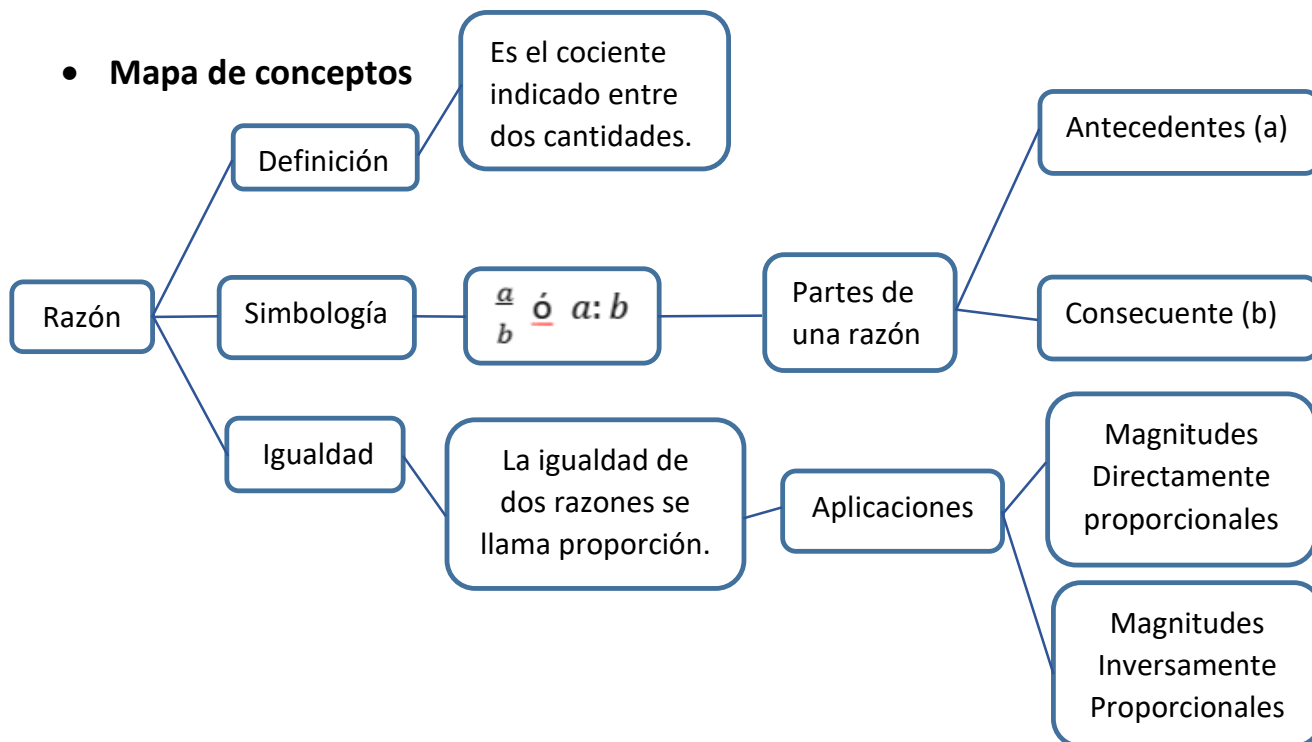 • Mapa de conceptos
Es el cociente
indicado entre
dos cantidades.
Definición
Antecedentes (a)
Razón
Simbología
a/b ó a: b
Partes de
una razón
Consecuente (b)
Igualdad
La igualdad de
dos razones se
llama proporción.
Aplicaciones
Magnitudes
Directamente
proporcionales
Magnitudes
Inversamente
Proporcionales